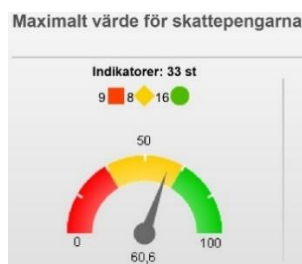 Maximalt värde för skattepengarna
Indikatorer: 33 st
9 8 16
50
0 100
60,6